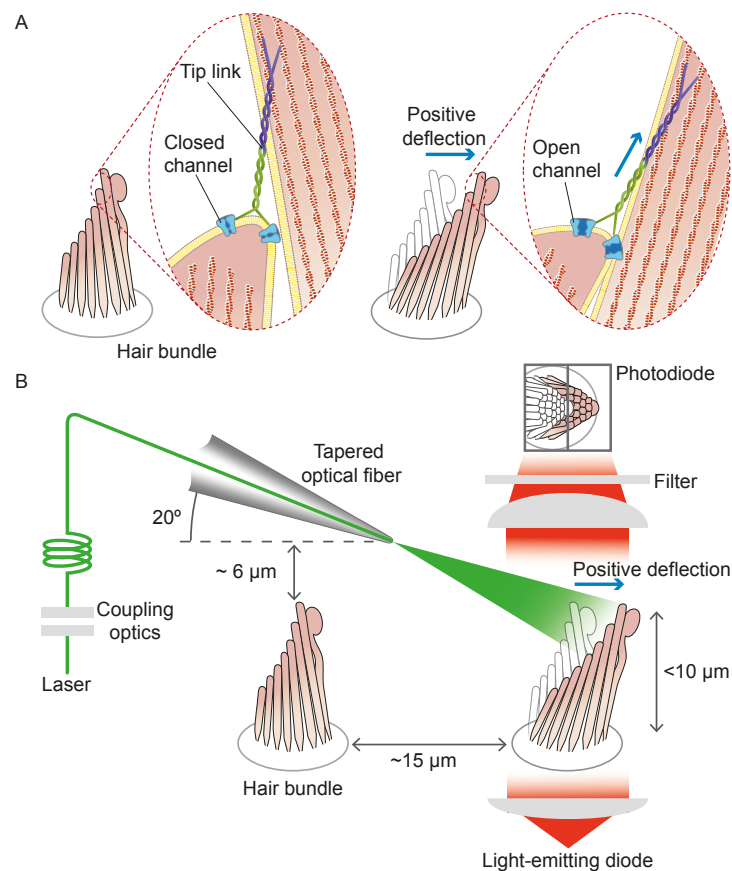 A
Tip link
Closed
channel
Positive
deflection
Open
channel
Hair bundle
B
Photodiode
Tapered
optical fiber
Filter
20º
~ 6 µm
Positive deflection
Coupling
optics
<10 µm
Laser
~15 µm
Hair bundle
Light-emitting diode